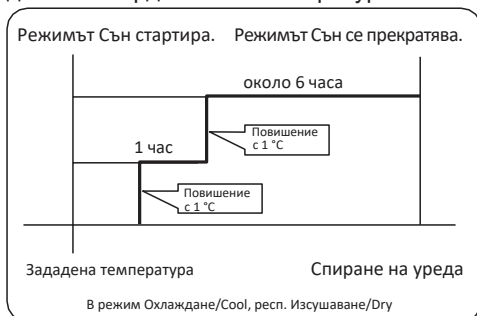 Режимът Сън стартира. Режимът Сън се прекратява.
около 6 часа
Повишение
с 1 °C
1 час
Повишение
с 1 °C
Зададена температура Спиране на уреда
В режим Охлаждане/Cool, респ. Изсушаване/Dry